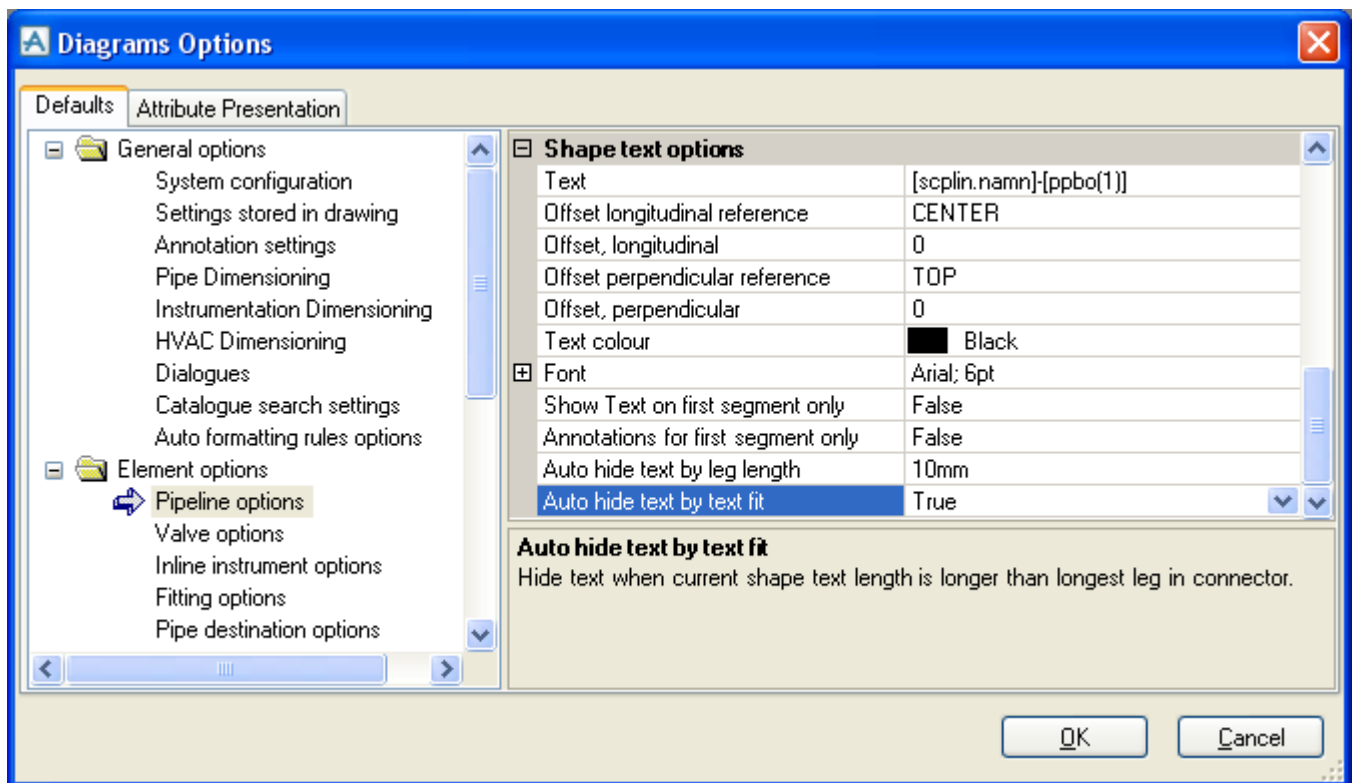 Diagrams Options
Defaults
Attribute Presentation
General options
System configuration
Settings stored in drawing
Annotation settings
Pipe Dimensioning
Instrumentation Dimensioning
HVAC Dimensioning
Dialogues
Catalogue search settings
Auto formatting rules options
Element options
Pipeline options
Valve options
Inline instrument options
Fitting options
Pipe destination options
Shape text options
Text [scplin.namn]-[ppbo(1)]
Offset longitudinal reference CENTER
Offset, longitudinal 0
Offset perpendicular reference TOP
Offset, perpendicular 0
Text colour Black
Font Arial; 6pt
Show Text on first segment only False
Annotations for first segment only False
Auto hide text by leg length 10mm
Auto hide text by text fit True
Auto hide text by text fit
Hide text when current shape text length is longer than longest leg in connector.
OK Cancel